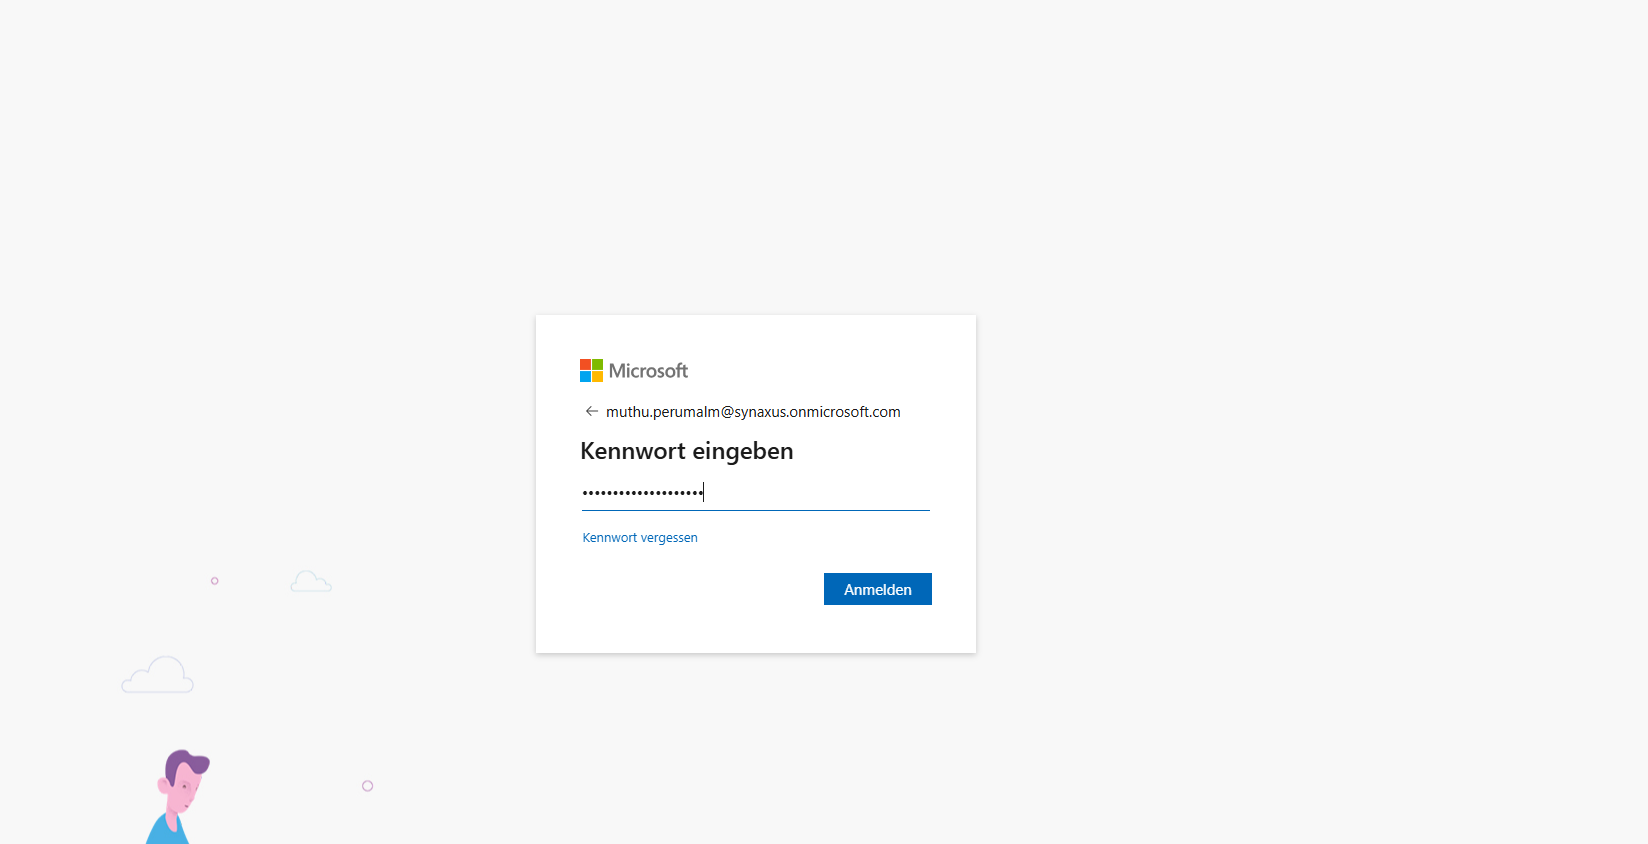 Microsoft
muthu.perumalm@synaxus.onmicrosoft.com
Kennwort eingeben
••••••••••••••••••••
Kennwort vergessen
Anmelden